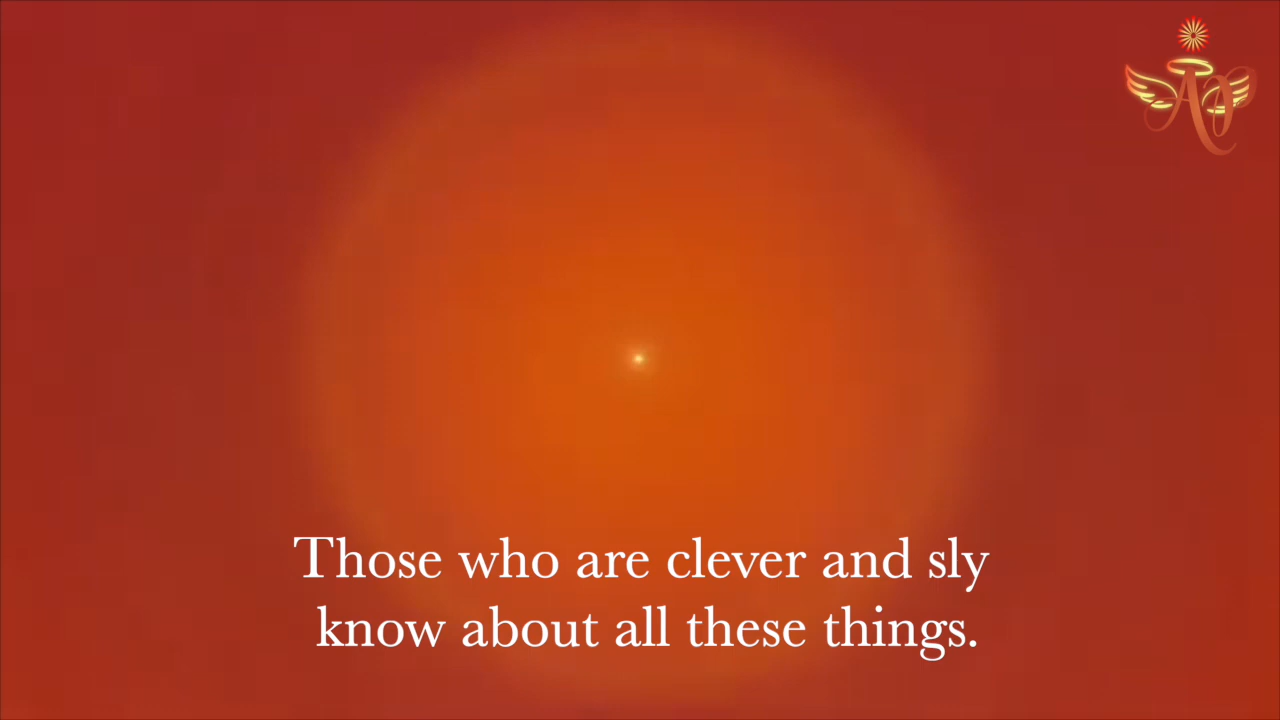 Those who are clever and sly
know about all these things.